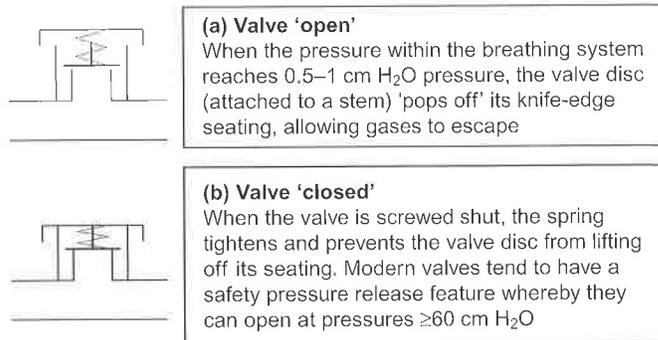 (a) Valve ‘open’
When the pressure within the breathing system
reaches 0.5–1 cm H₂O pressure, the valve disc
(attached to a stem) ‘pops off’ its knife-edge
seating, allowing gases to escape
(b) Valve ‘closed’
When the valve is screwed shut, the spring
tightens and prevents the valve disc from lifting
off its seating. Modern valves tend to have a
safety pressure release feature whereby they
can open at pressures ≥60 cm H₂O